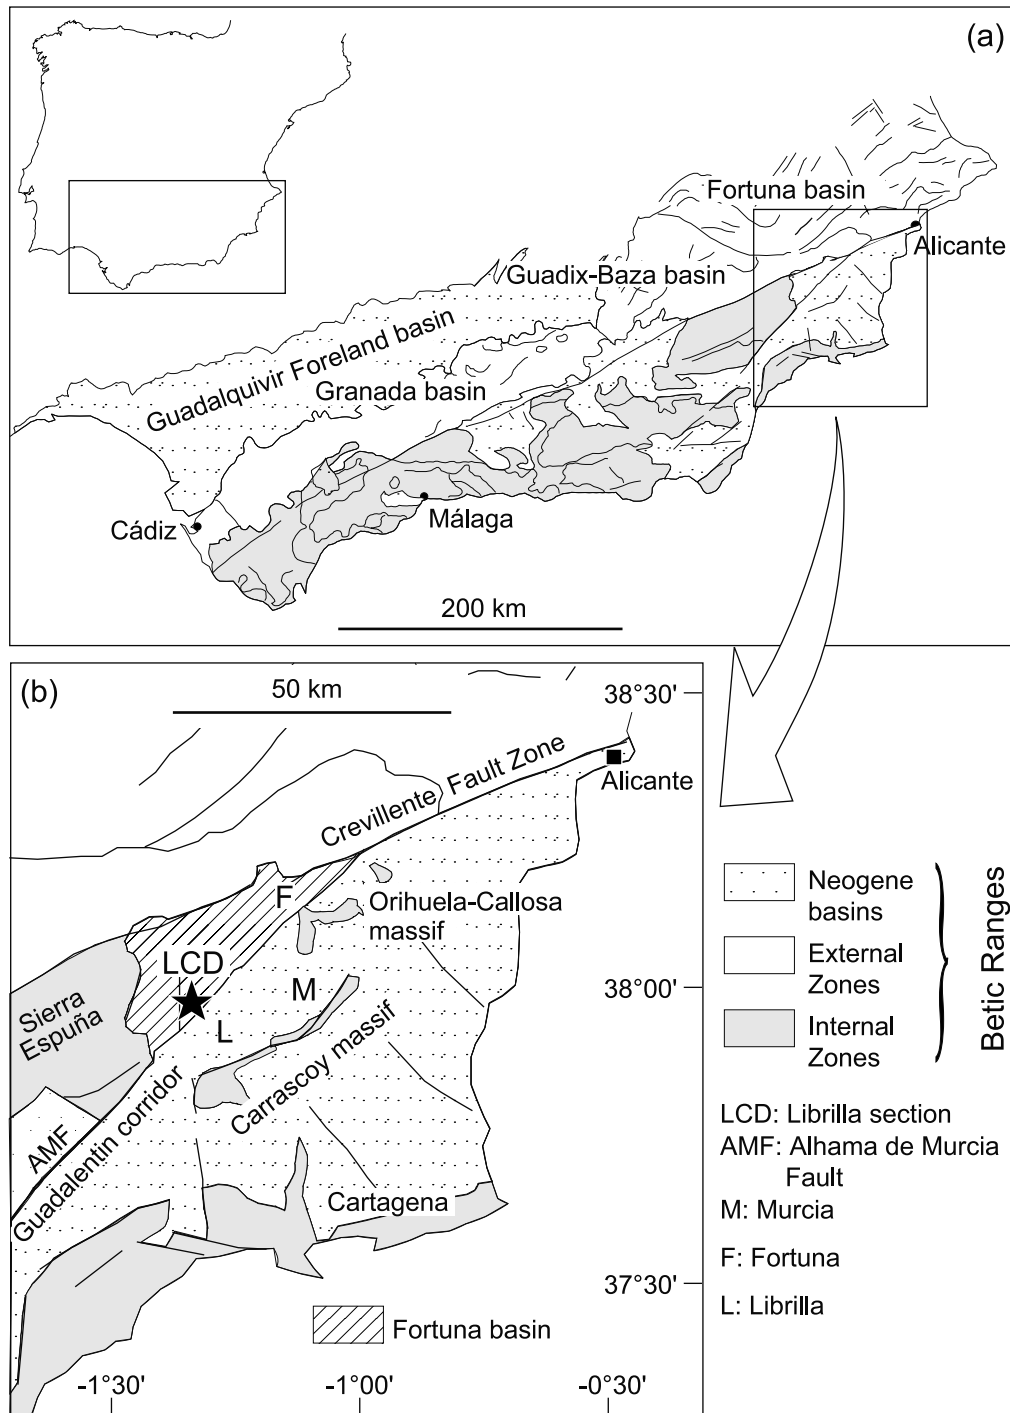 (a)
Fortuna basin
Alicante
Guadix-Baza basin
Guadalquivir Foreland basin
Granada basin
Cádiz
Málaga
200 km
(b)
50 km
38°30'
Crevillente Fault Zone
Alicante
F
Orihuela-Callosa
massif
LCD
M
38°00'
Sierra
Espuña
L
Carrascoy massif
AMF
Guadalentin corridor
Cartagena
37°30'
Fortuna basin
-1°30'
-1°00'
-0°30'
Neogene
basins
External
Zones
Internal
Zones
Betic Ranges
LCD: Librilla section
AMF: Alhama de Murcia
Fault
M: Murcia
F: Fortuna
L: Librilla